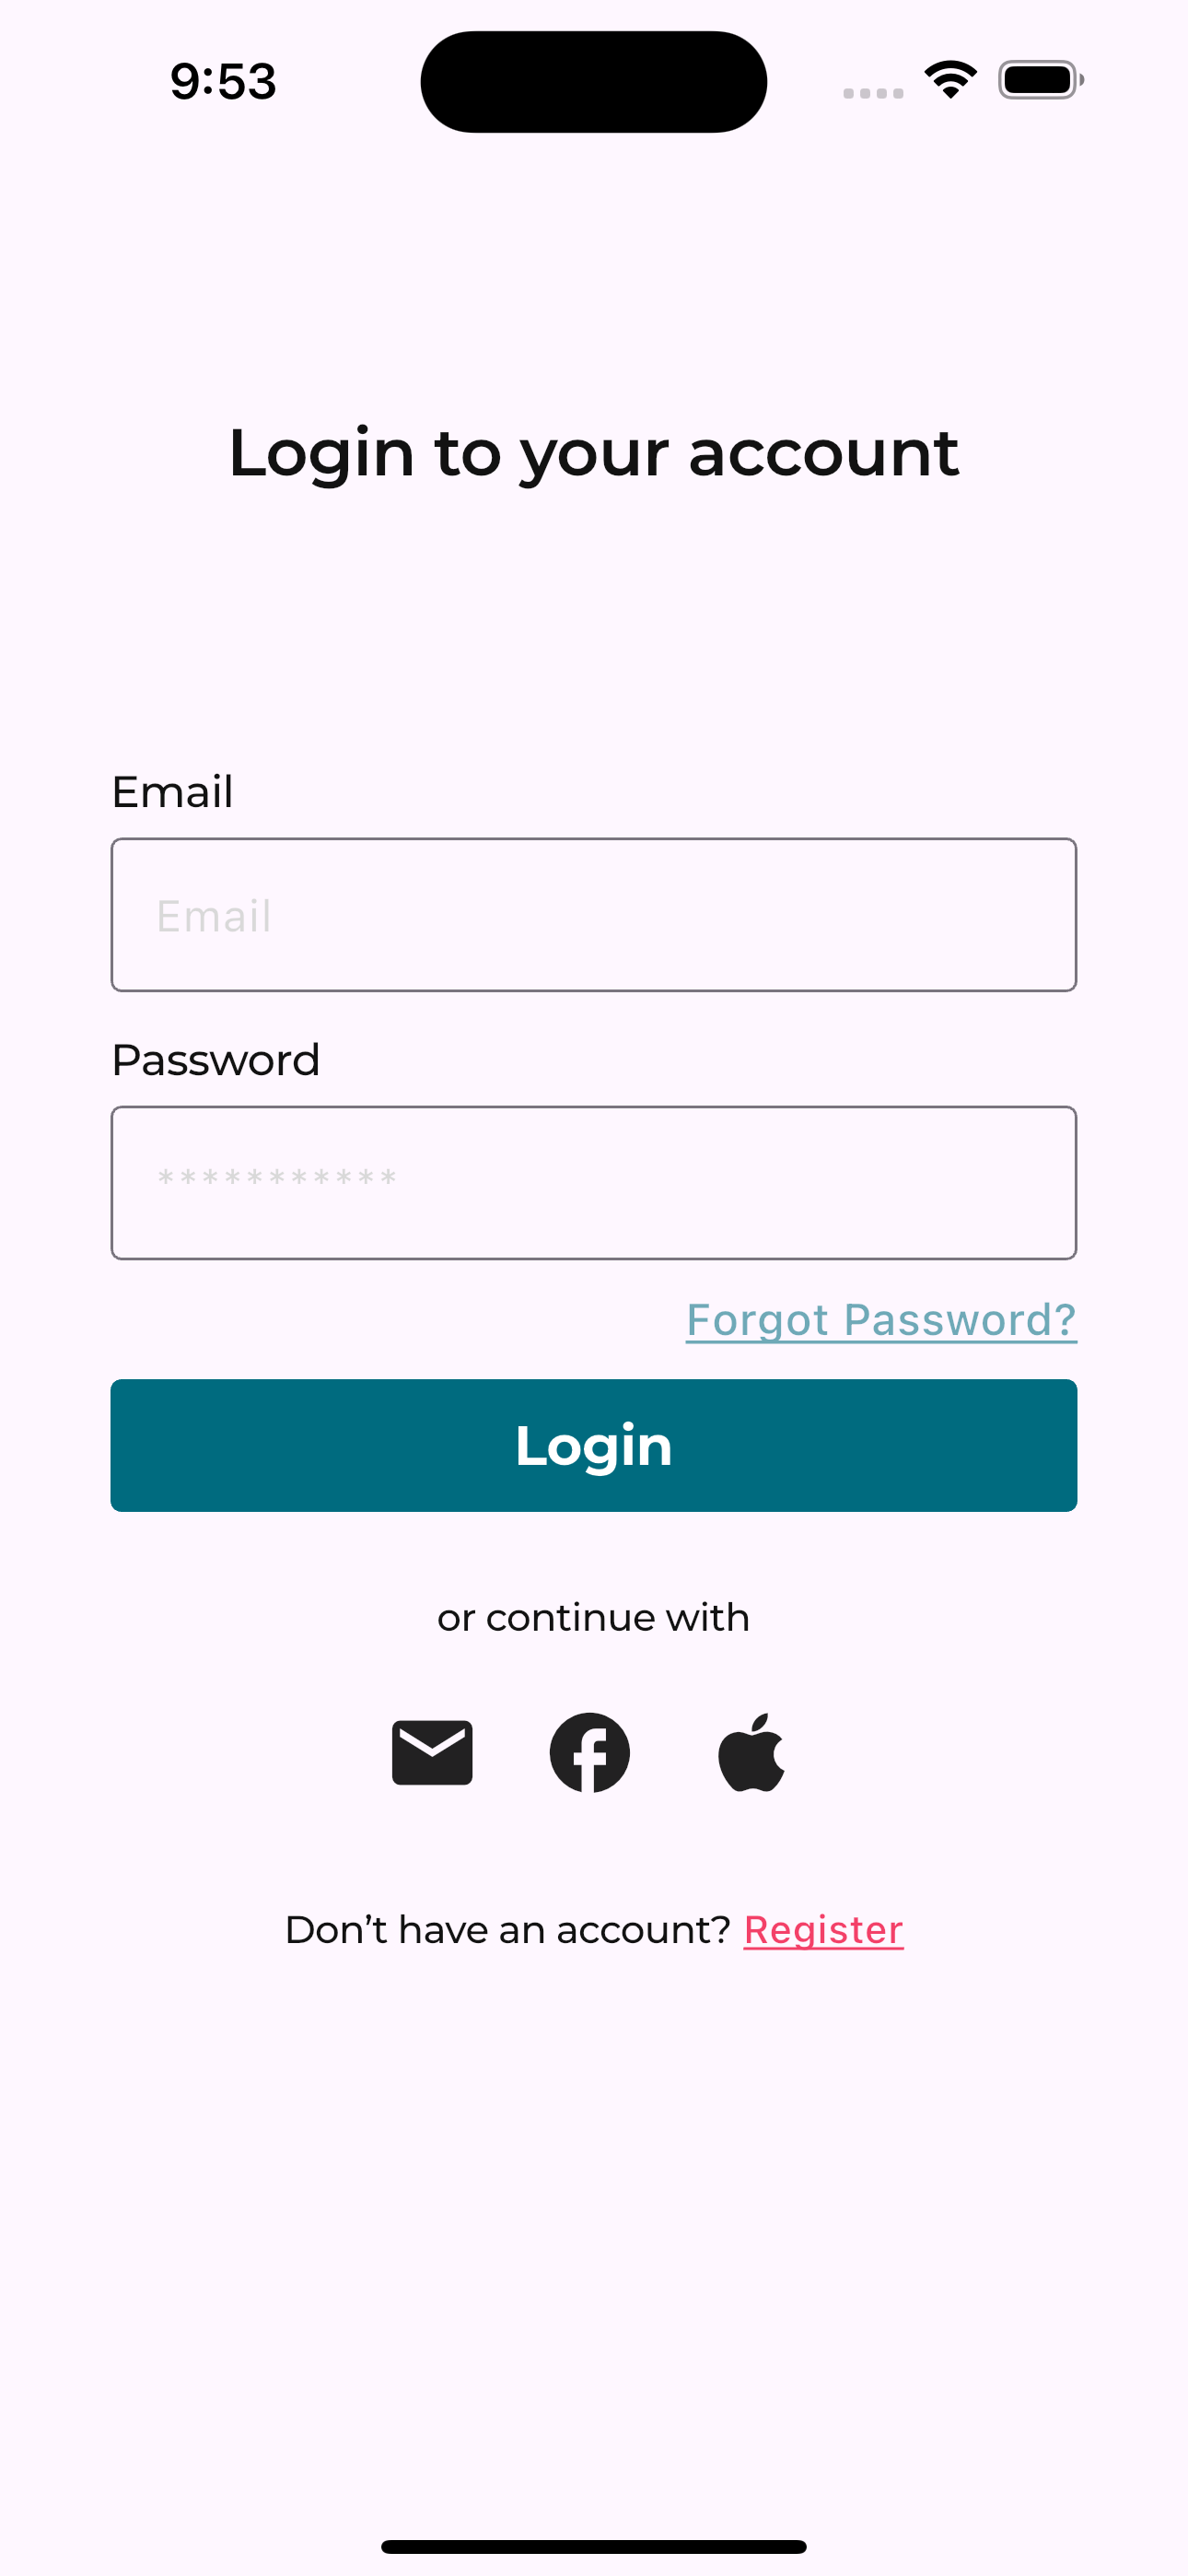 9:53
Login to your account
Email
Email
Password
***********
Forgot Password?
Login
or continue with
Don’t have an account? Register